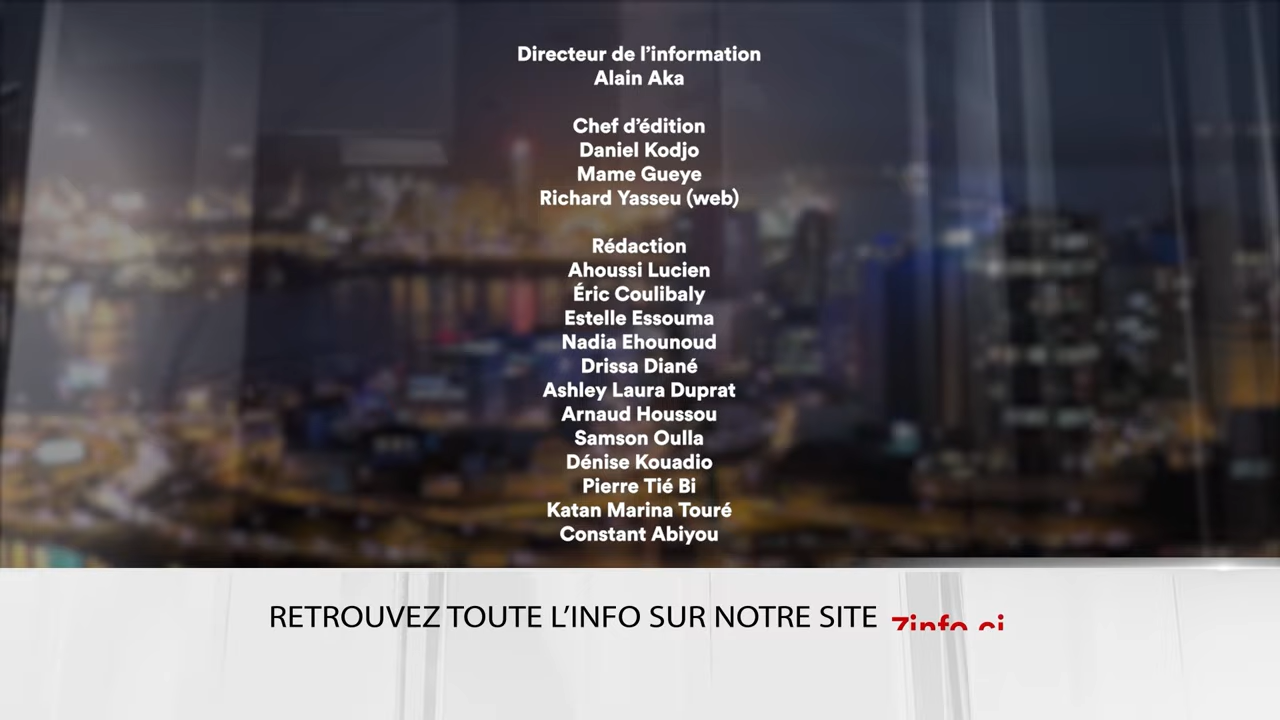 Directeur de l'information
Alain Aka
Chef d'édition
Daniel Kodjo
Mame Gueye
Richard Yasseu (web)
Rédaction
Ahoussi Lucien
Éric Coulibaly
Estelle Essouma
Nadia Ehounoud
Drissa Diané
Ashley Laura Duprat
Arnaud Houssou
Samson Oulla
Dénise Kouadio
Pierre Tié Bi
Katan Marina Touré
Constant Abiyou
RETROUVEZ TOUTE L'INFO SUR NOTRE SITE 7info.ci